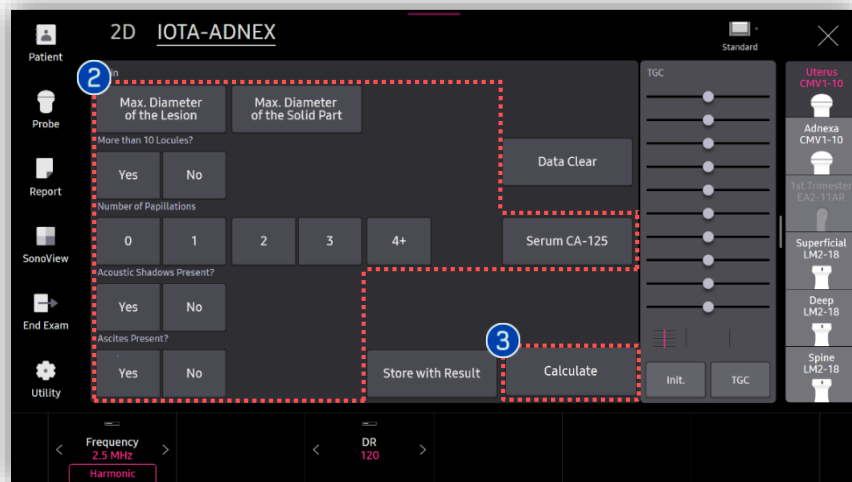 2D IOTA-ADNEX
Standard
Patient
Probe
Report
SonoView
End Exam
Utility
2
Max. Diameter
of the Lesion
Max. Diameter
of the Solid Part
More than 10 Locules?
Yes No
Data Clear
Number of Papillations
0 1 2 3 4+
Serum CA-125
Acoustic Shadows Present?
Yes No
Ascites Present?
Yes No
Store with Result
3
Calculate
TGC
Init. TGC
Uterus
CMV1-10
Adnexa
CMV1-10
1st Trimester
EA2-11AR
Superficial
LM2-18
Deep
LM2-18
Spine
LM2-18
Frequency
2.5 MHz
Harmonic
DR
120